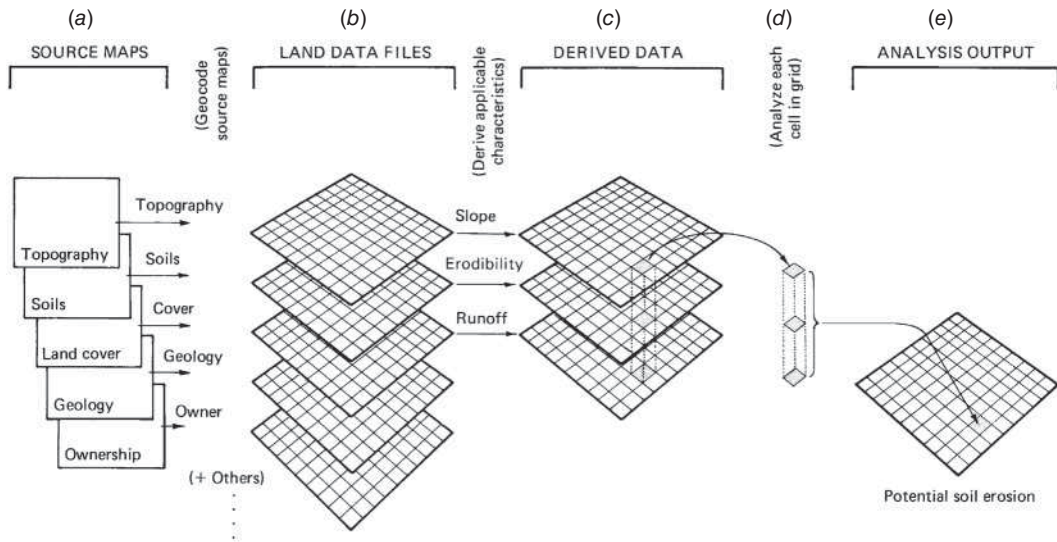 (a)
(b)
(c)
(d)
(e)
SOURCE MAPS
(Geocode
source maps)
LAND DATA FILES
(Derive applicable
characteristics)
DERIVED DATA
(Analyze each
cell in grid)
ANALYSIS OUTPUT
Topography
Topography
Soils
Soils
Cover
Land cover
Geology
Geology
Owner
Ownership
(+ Others)
Slope
Erodibility
Runoff
Potential soil erosion